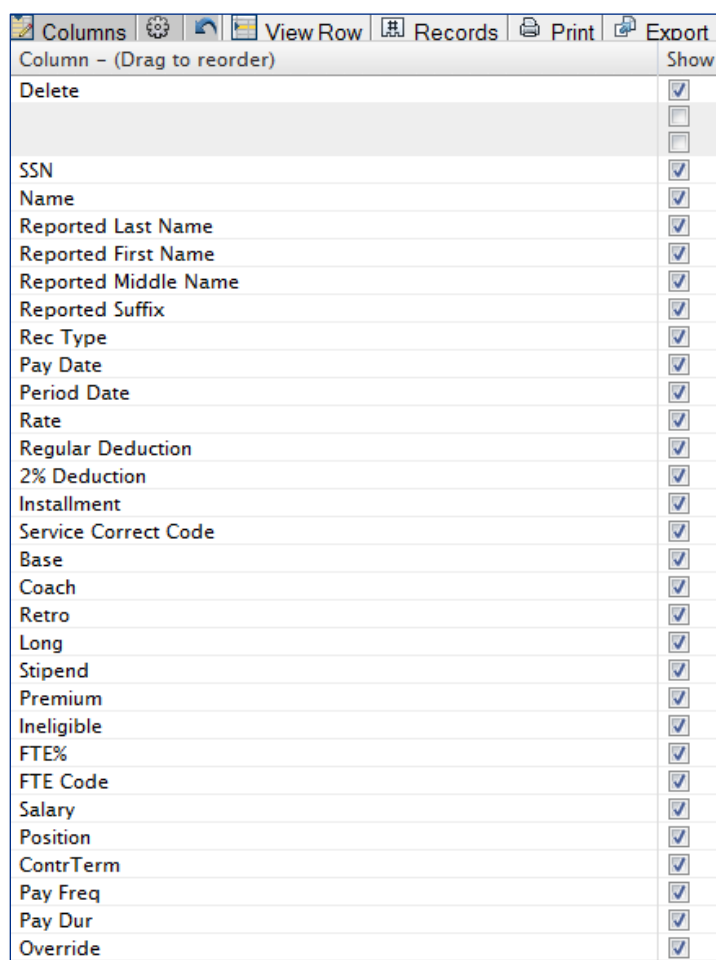 Columns View Row Records Print Export
Column - (Drag to reorder) Show
Delete
SSN
Name
Reported Last Name
Reported First Name
Reported Middle Name
Reported Suffix
Rec Type
Pay Date
Period Date
Rate
Regular Deduction
2% Deduction
Installment
Service Correct Code
Base
Coach
Retro
Long
Stipend
Premium
Ineligible
FTE%
FTE Code
Salary
Position
ContrTerm
Pay Freq
Pay Dur
Override